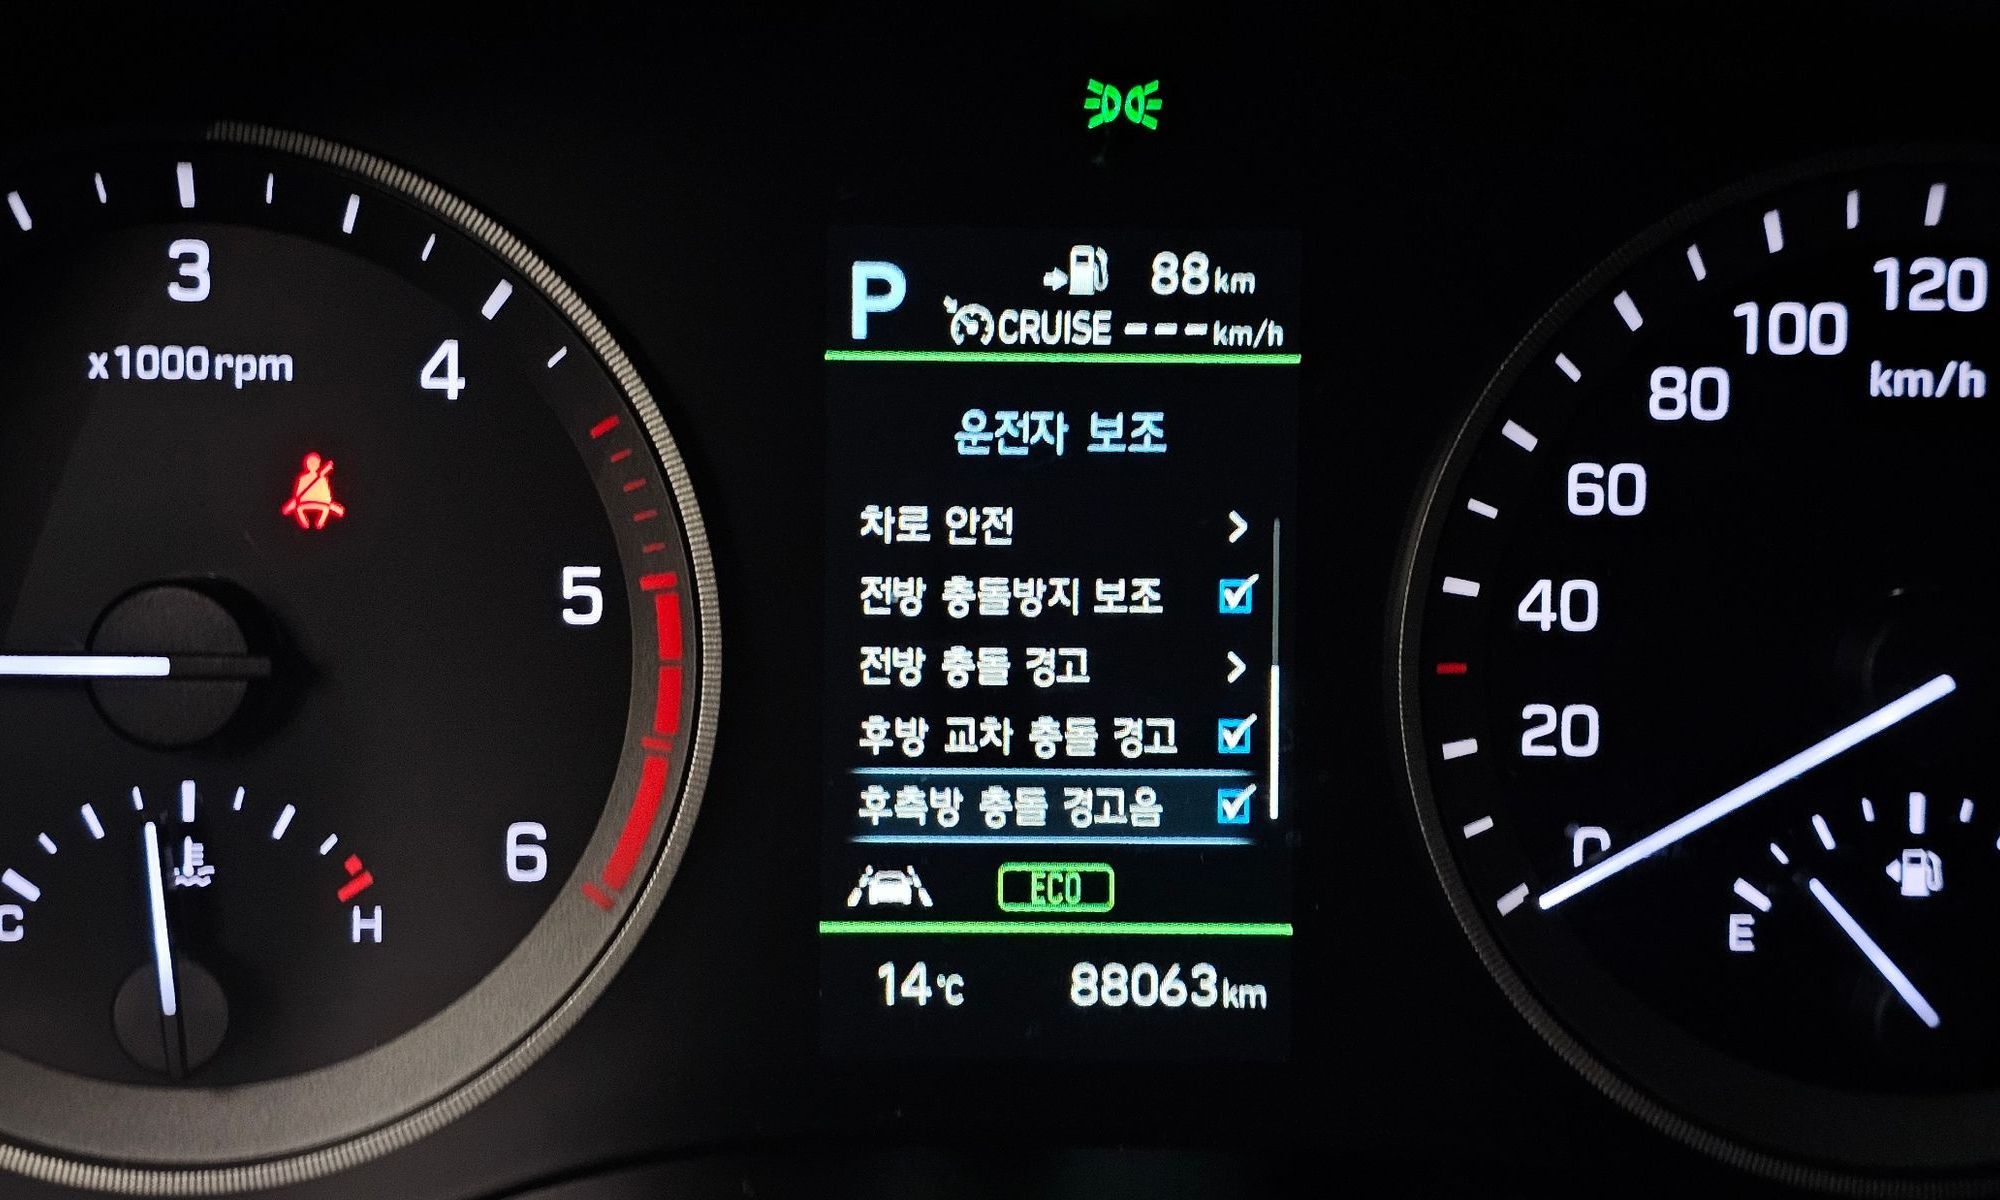 3
x1000rpm
4
5
6
C
H
P
88km
CRUISE ---km/h
운전자 보조
차로 안전 >
전방 충돌방지 보조
전방 충돌 경고 >
후방 교차 충돌 경고
후측방 충돌 경고음
ECO
14℃ 88063km
120
100
km/h
80
60
40
20
0
E